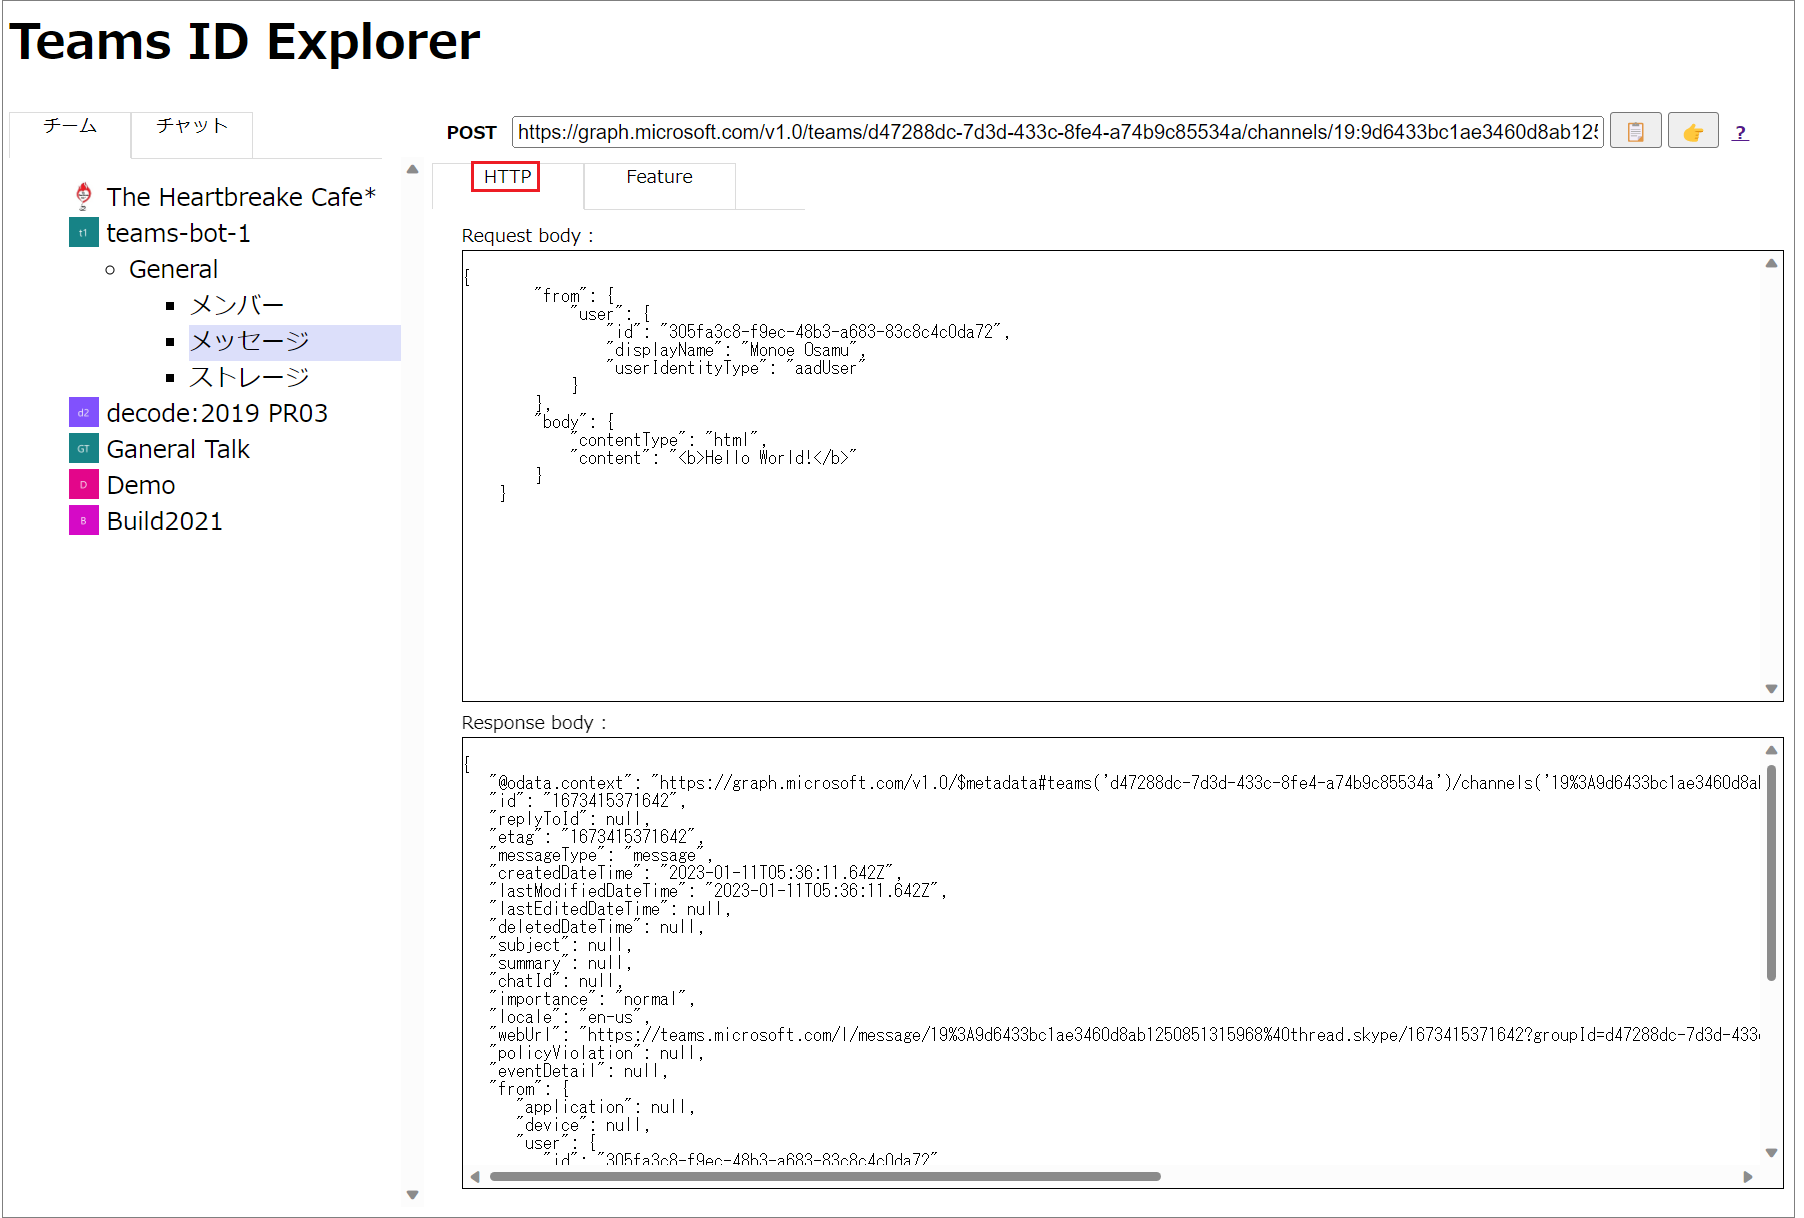 Teams ID Explorer
チーム
チャット
The Heartbreake Cafe*
t1 teams-bot-1
General
メンバー
メッセージ
ストレージ
d2 decode:2019 PR03
GT Ganeral Talk
D Demo
B Build2021
POST https://graph.microsoft.com/v1.0/teams/d47288dc-7d3d-433c-8fe4-a74b9c85534a/channels/19:9d6433bc1ae3460d8ab125 ?
HTTP
Feature
Request body :
{
"from": {
"user": {
"id": "305fa3c8-f9ec-48b3-a683-83c8c4c0da72",
"displayName": "Monoe Osamu",
"userIdentityType": "aadUser"
}
},
"body": {
"contentType": "html",
"content": "<b>Hello World!</b>"
}
}
Response body :
{
"@odata.context": "https://graph.microsoft.com/v1.0/$metadata#teams('d47288dc-7d3d-433c-8fe4-a74b9c85534a')/channels('19%3A9d6433bc1ae3460d8a
"id": "1673415371642",
"replyToId": null,
"etag": "1673415371642",
"messageType": "message",
"createdDateTime": "2023-01-11T05:36:11.642Z",
"lastModifiedDateTime": "2023-01-11T05:36:11.642Z",
"lastEditedDateTime": null,
"deletedDateTime": null,
"subject": null,
"summary": null,
"chatId": null,
"importance": "normal",
"locale": "en-us",
"webUrl": "https://teams.microsoft.com/l/message/19%3A9d6433bc1ae3460d8ab1250851315968%40thread.skype/1673415371642?groupId=d47288dc-7d3d-433
"policyViolation": null,
"eventDetail": null,
"from": {
"application": null,
"device": null,
"user": {
"id": "305fa3c8-f9ec-48b3-a683-83c8c4c0da72"